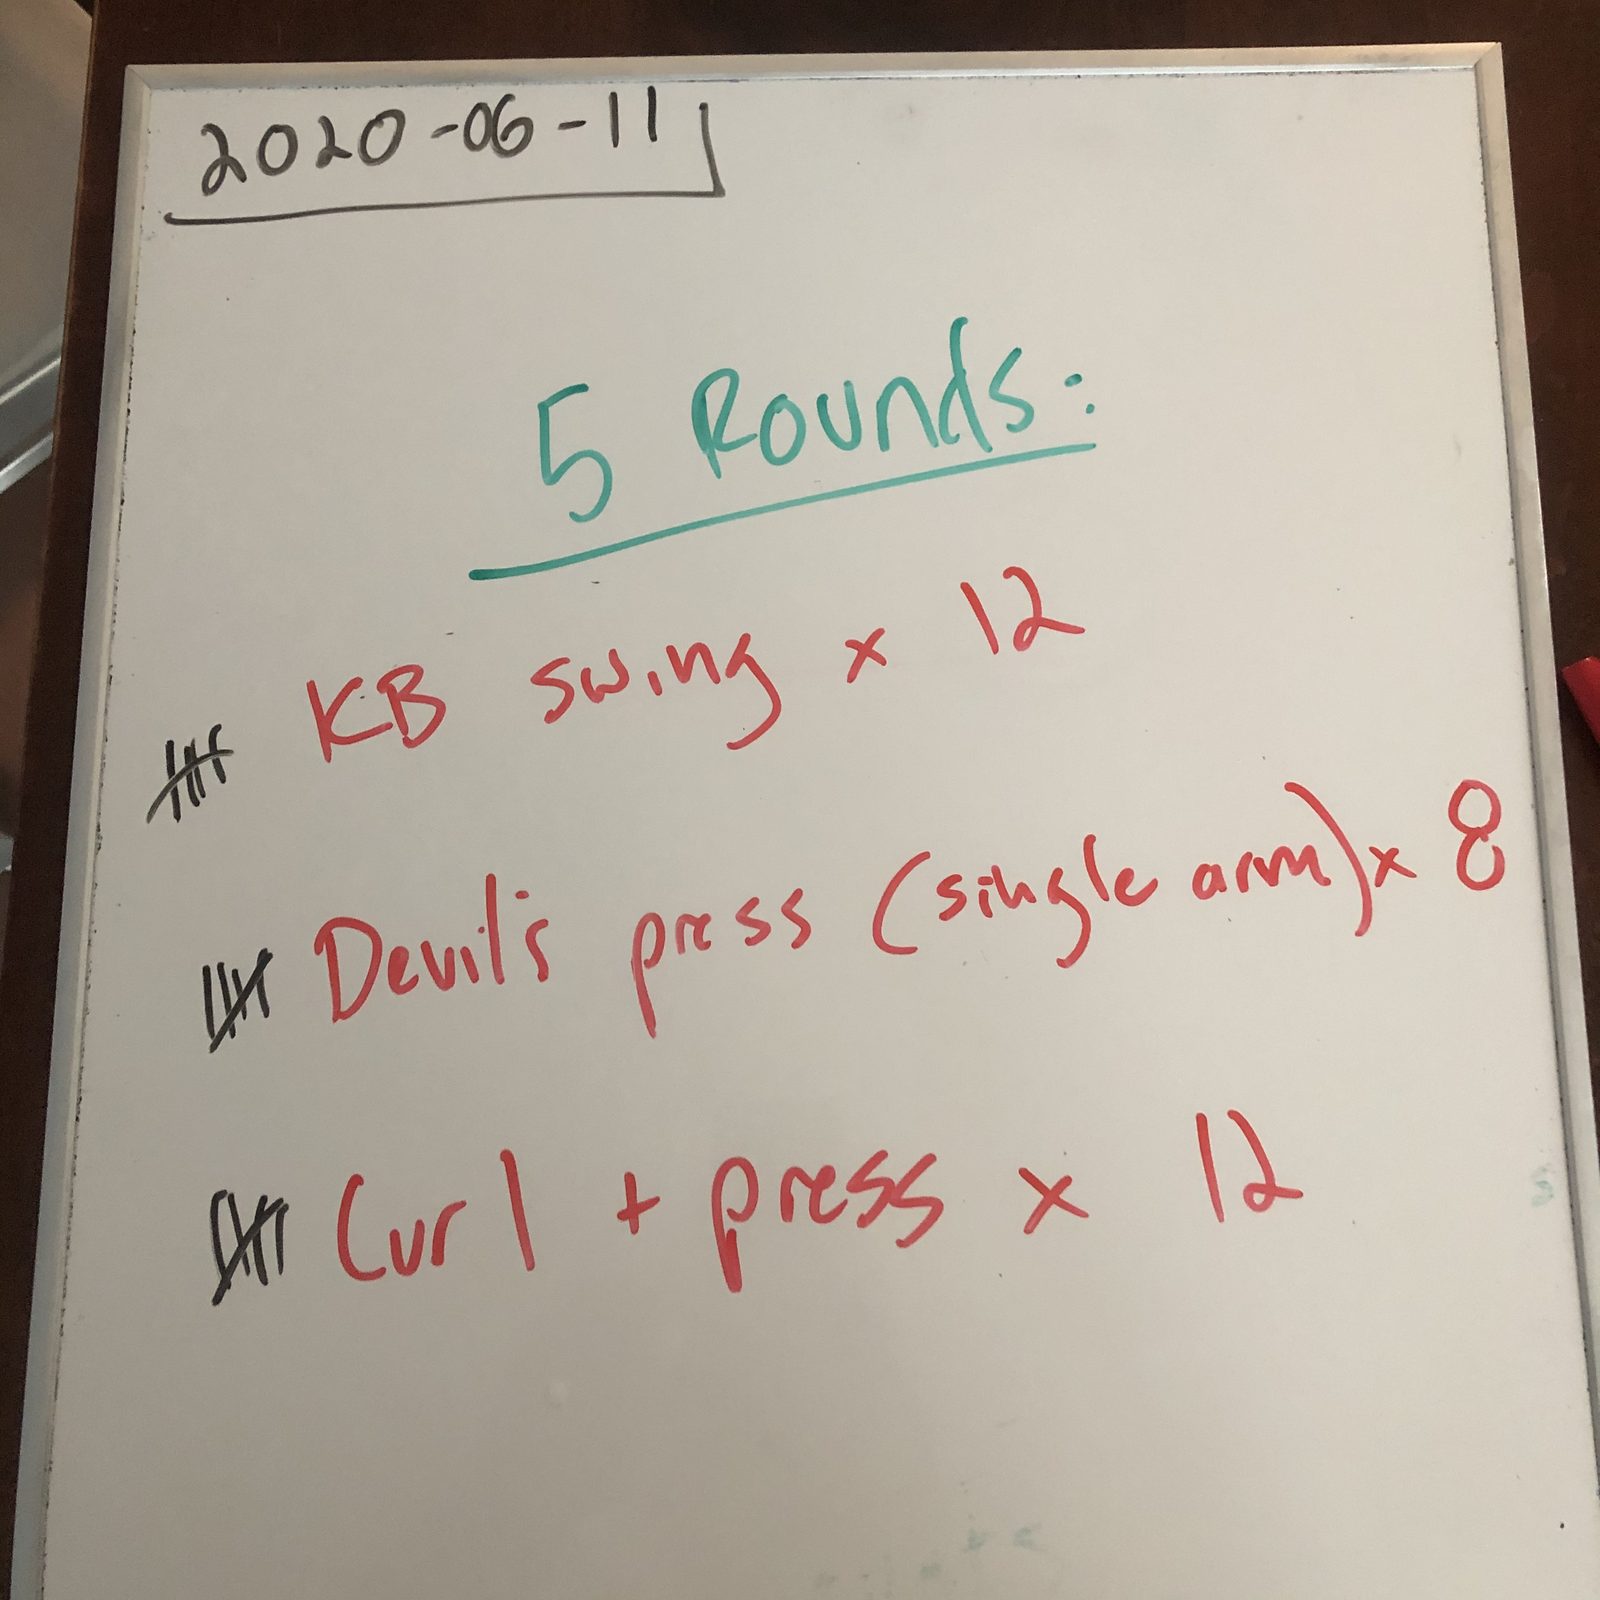 2020-06-11
5 Rounds:
KB swing x 12
Devil's press (single arm) x 8
Curl + press x 12